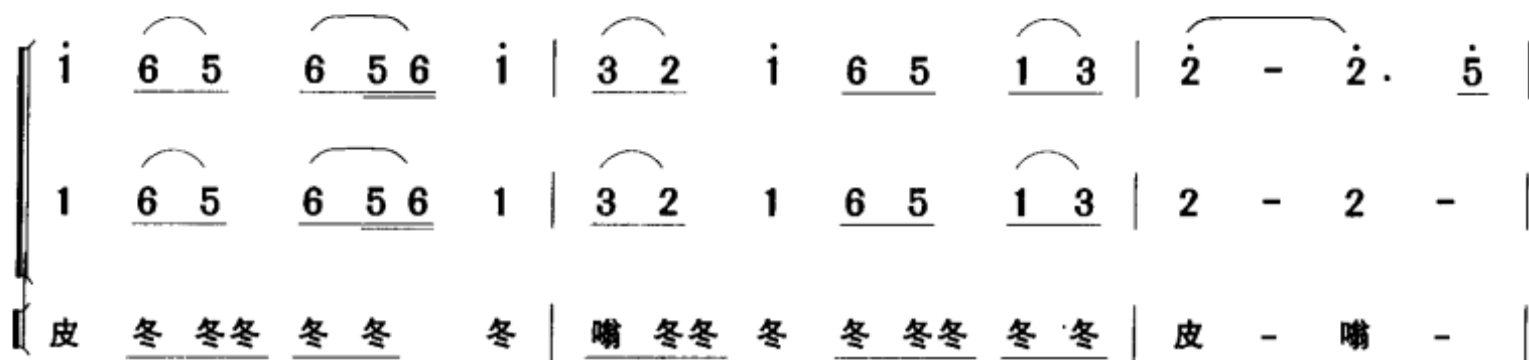 i̇ 6 5 6 5 6 i̇ | 3 2 i̇ 6 5 1 3 | 2̇ - 2̇ . 5̇ |
1 6 5 6 5 6 1 | 3 2 1 6 5 1 3 | 2 - 2 - |
皮 冬 冬冬 冬 冬 冬 | 嗡 冬冬 冬 冬 冬冬 冬 冬 | 皮 - 嗡 - |